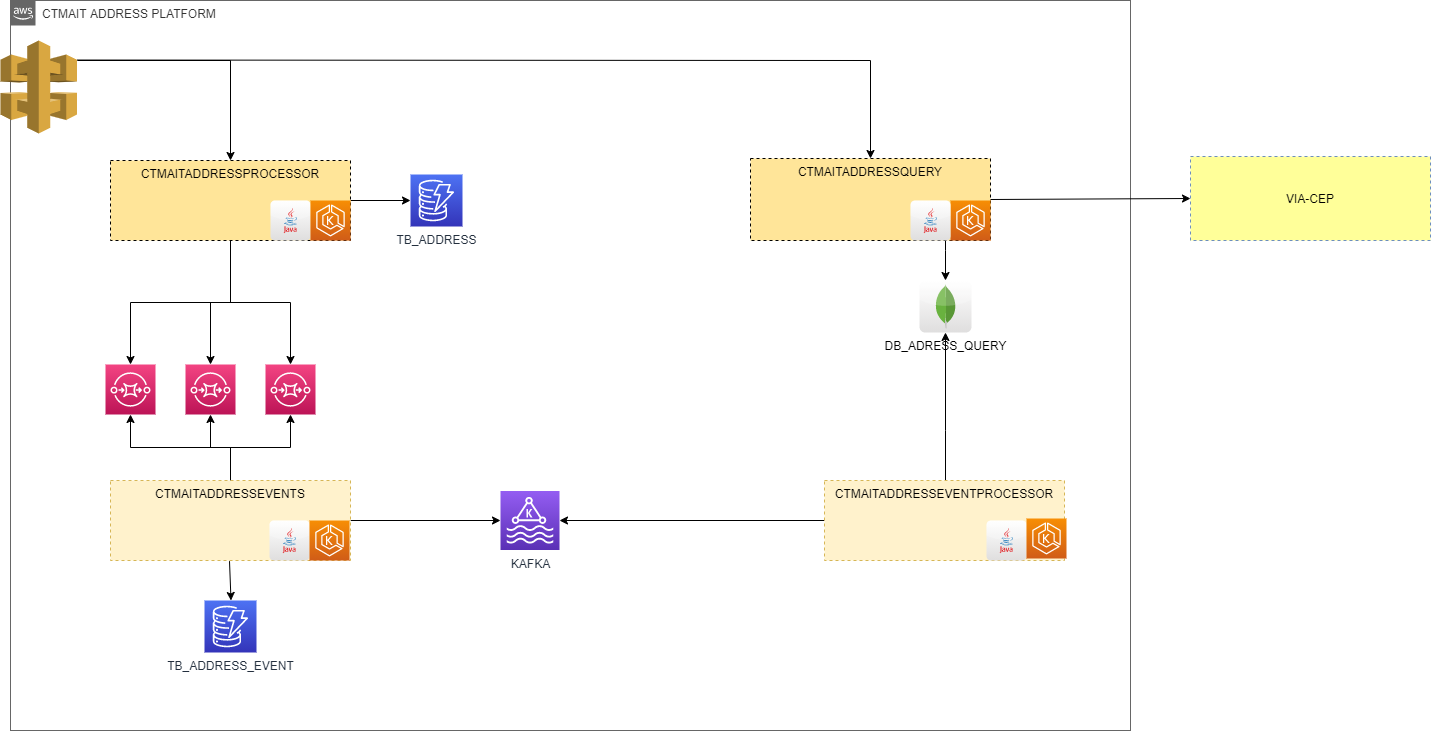 aws
CTMAIT ADDRESS PLATFORM
CTMAITADDRESSPROCESSOR
Java
K
TB_ADDRESS
CTMAITADDRESSQUERY
Java
K
VIA-CEP
DB_ADRESS_QUERY
CTMAITADDRESSEVENTS
Java
K
K
KAFKA
CTMAITADDRESSEVENTPROCESSOR
Java
K
TB_ADDRESS_EVENT